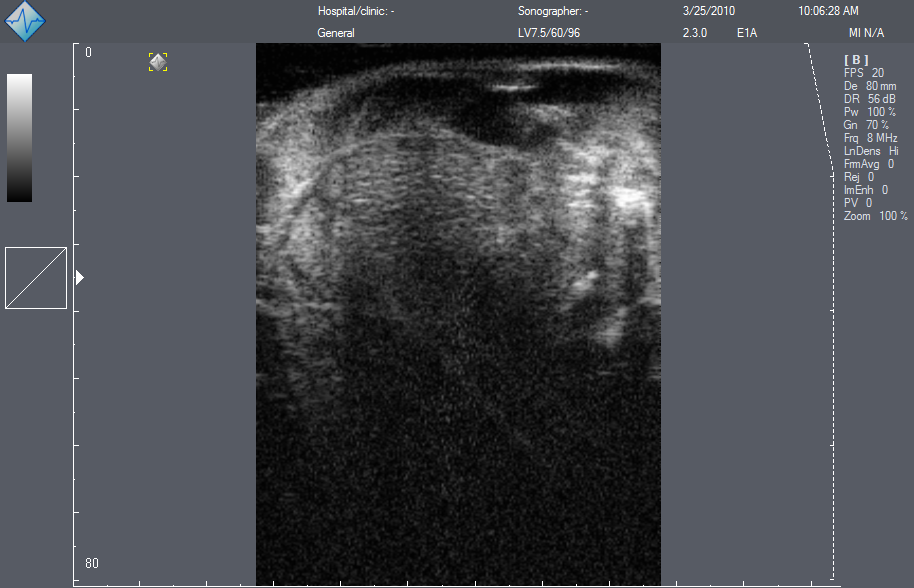 Hospital/clinic: - Sonographer: - 3/25/2010 10:06:28 AM
General LV7.5/60/96 2.3.0 E1A MI N/A
0
[ B ]
FPS 20
De 80 mm
DR 56 dB
Pw 100 %
Gn 70 %
Frq 8 MHz
LnDens Hi
FrmAvg 0
Rej 0
ImEnh 0
PV 0
Zoom 100 %
80